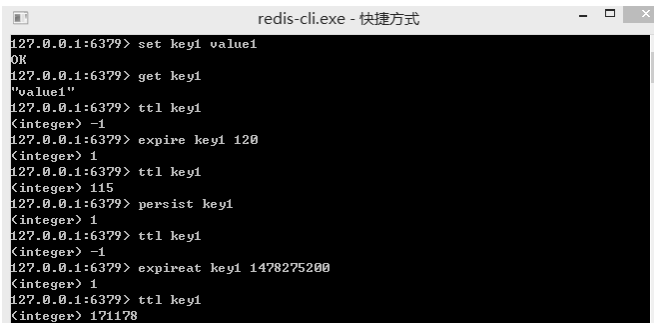 redis-cli.exe - 快捷方式
127.0.0.1:6379> set key1 value1
OK
127.0.0.1:6379> get key1
"value1"
127.0.0.1:6379> ttl key1
(integer) -1
127.0.0.1:6379> expire key1 120
(integer) 1
127.0.0.1:6379> ttl key1
(integer) 115
127.0.0.1:6379> persist key1
(integer) 1
127.0.0.1:6379> ttl key1
(integer) -1
127.0.0.1:6379> expireat key1 1478275200
(integer) 1
127.0.0.1:6379> ttl key1
(integer) 171178